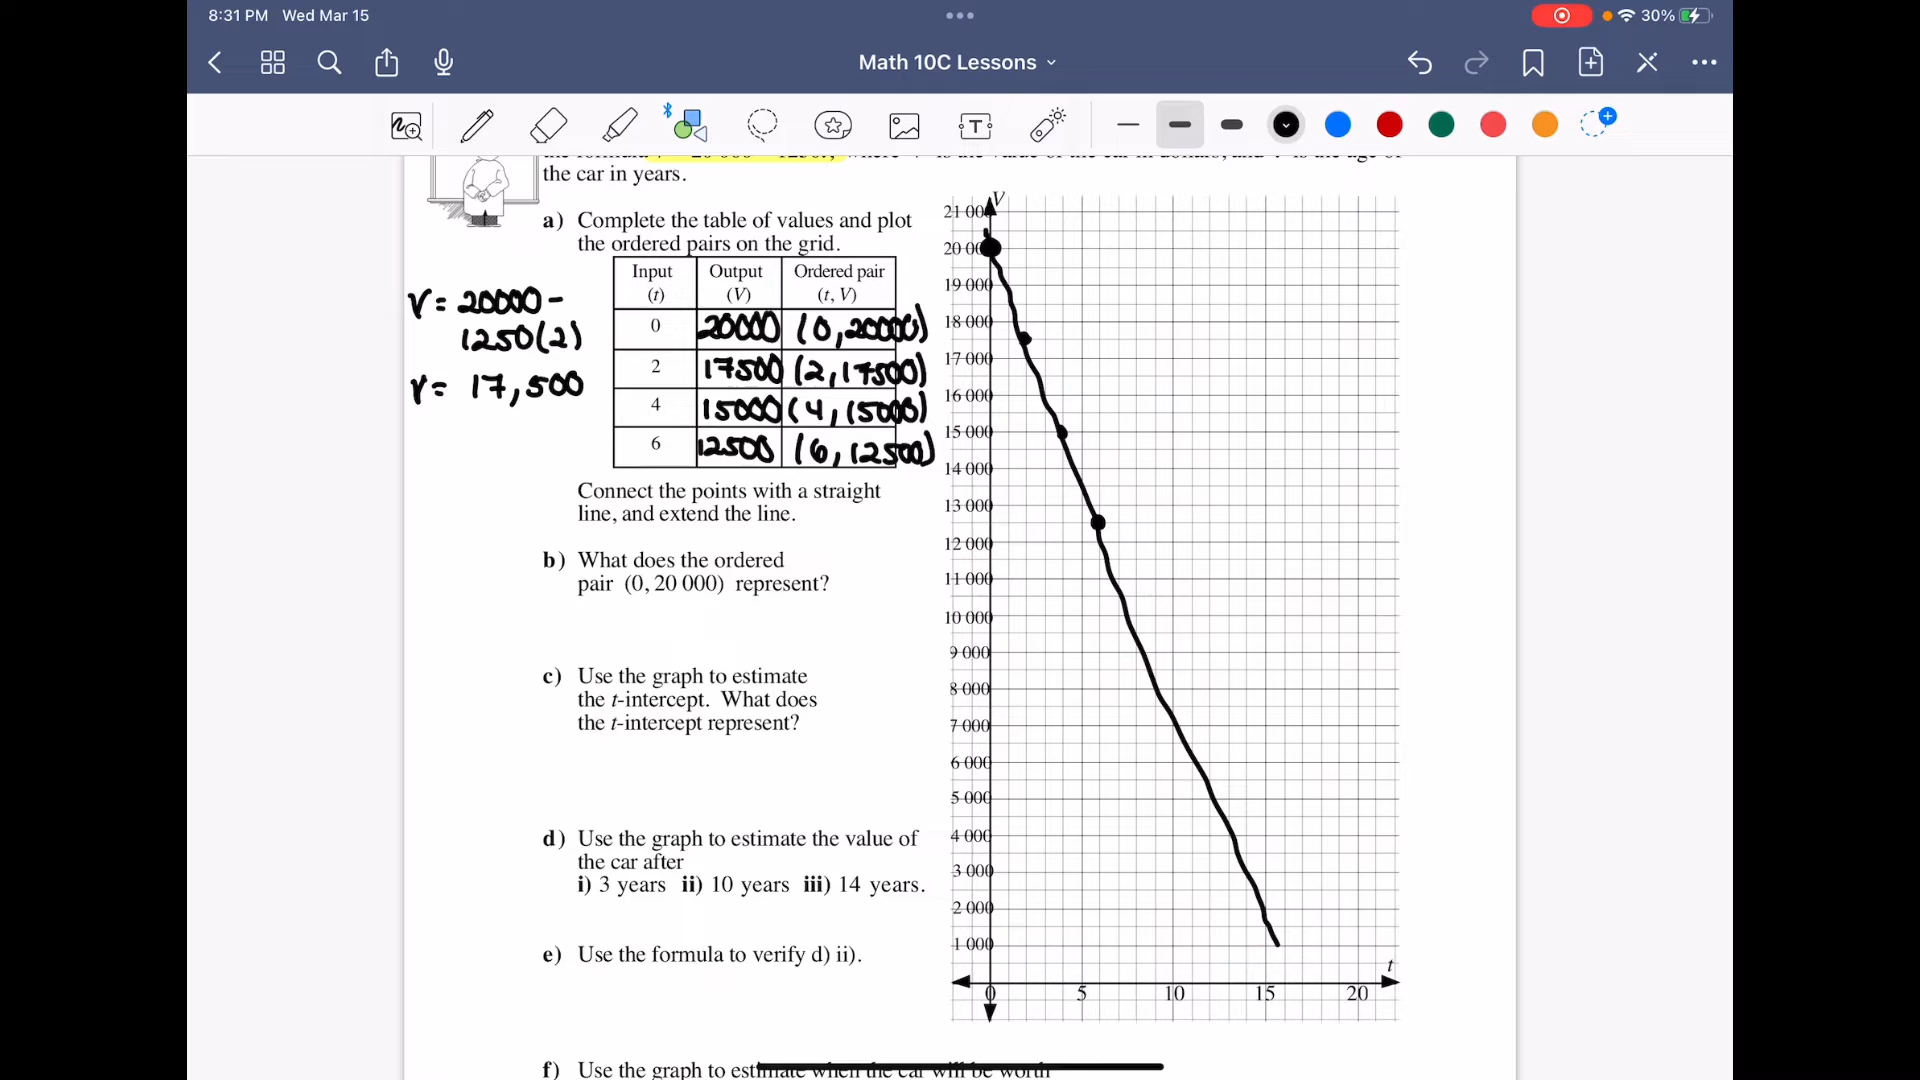 8:31 PM Wed Mar 15
30%
Math 10C Lessons
T
the car in years.
a) Complete the table of values and plot
the ordered pairs on the grid.
Input Output Ordered pair
(t) (V) (t, V)
0 20000 (0,20000)
2 17500 (2,17500)
4 15000 (4,15000)
6 12500 (6,12500)
V = 20000 -
1250(2)
V = 17,500
Connect the points with a straight
line, and extend the line.
b) What does the ordered
pair (0, 20 000) represent?
c) Use the graph to estimate
the t-intercept. What does
the t-intercept represent?
d) Use the graph to estimate the value of
the car after
i) 3 years ii) 10 years iii) 14 years.
e) Use the formula to verify d) ii).
f) Use the graph to estimate when the car will be worth
V
21 000
20 000
19 000
18 000
17 000
16 000
15 000
14 000
13 000
12 000
11 000
10 000
9 000
8 000
7 000
6 000
5 000
4 000
3 000
2 000
1 000
t
0 5 10 15 20